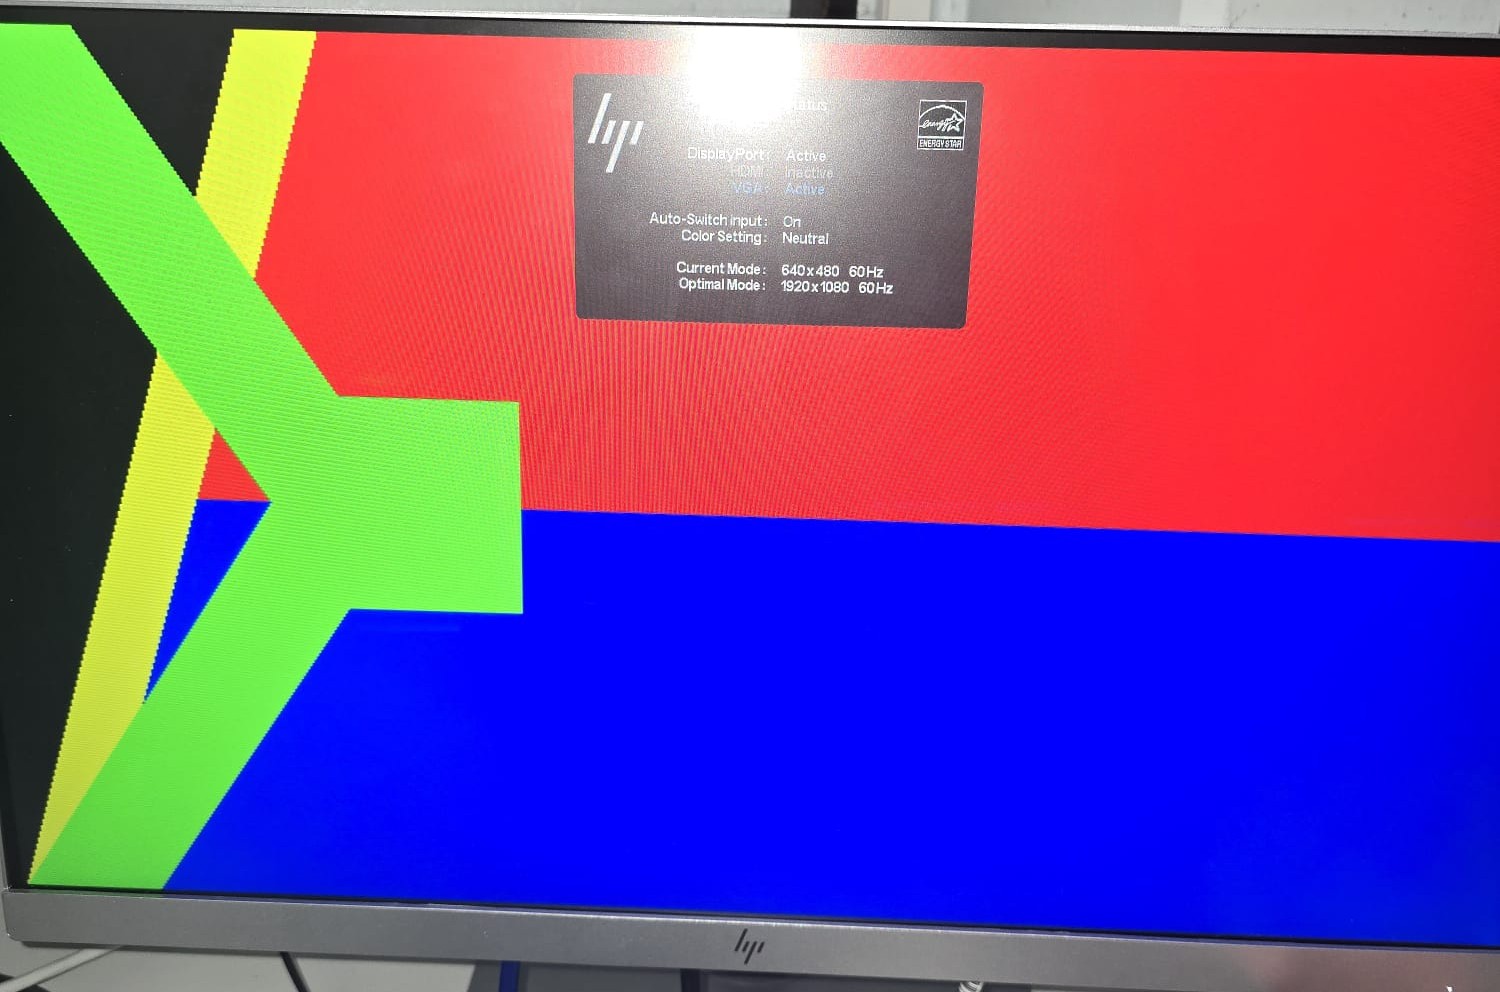 hp
energy
ENERGY STAR
DisplayPort: Active
HDMI: Inactive
VGA: Active
Auto-Switch Input: On
Color Setting: Neutral
Current Mode: 640x480 60Hz
Optimal Mode: 1920x1080 60Hz
hp